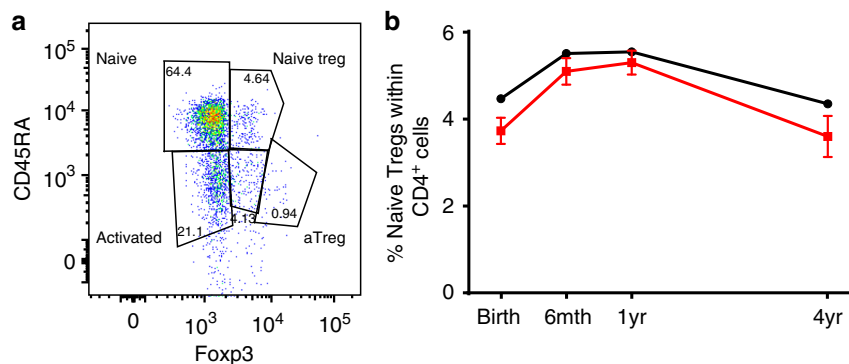 a
10⁵
10⁴
10³
0
CD45RA
Naive
64.4
Naive treg
4.64
Activated
21.1
4.13
0.94
aTreg
0
10³
10⁴
10⁵
Foxp3
b
% Naive Tregs within
CD4⁺ cells
6
4
2
0
Birth
6mth
1yr
4yr